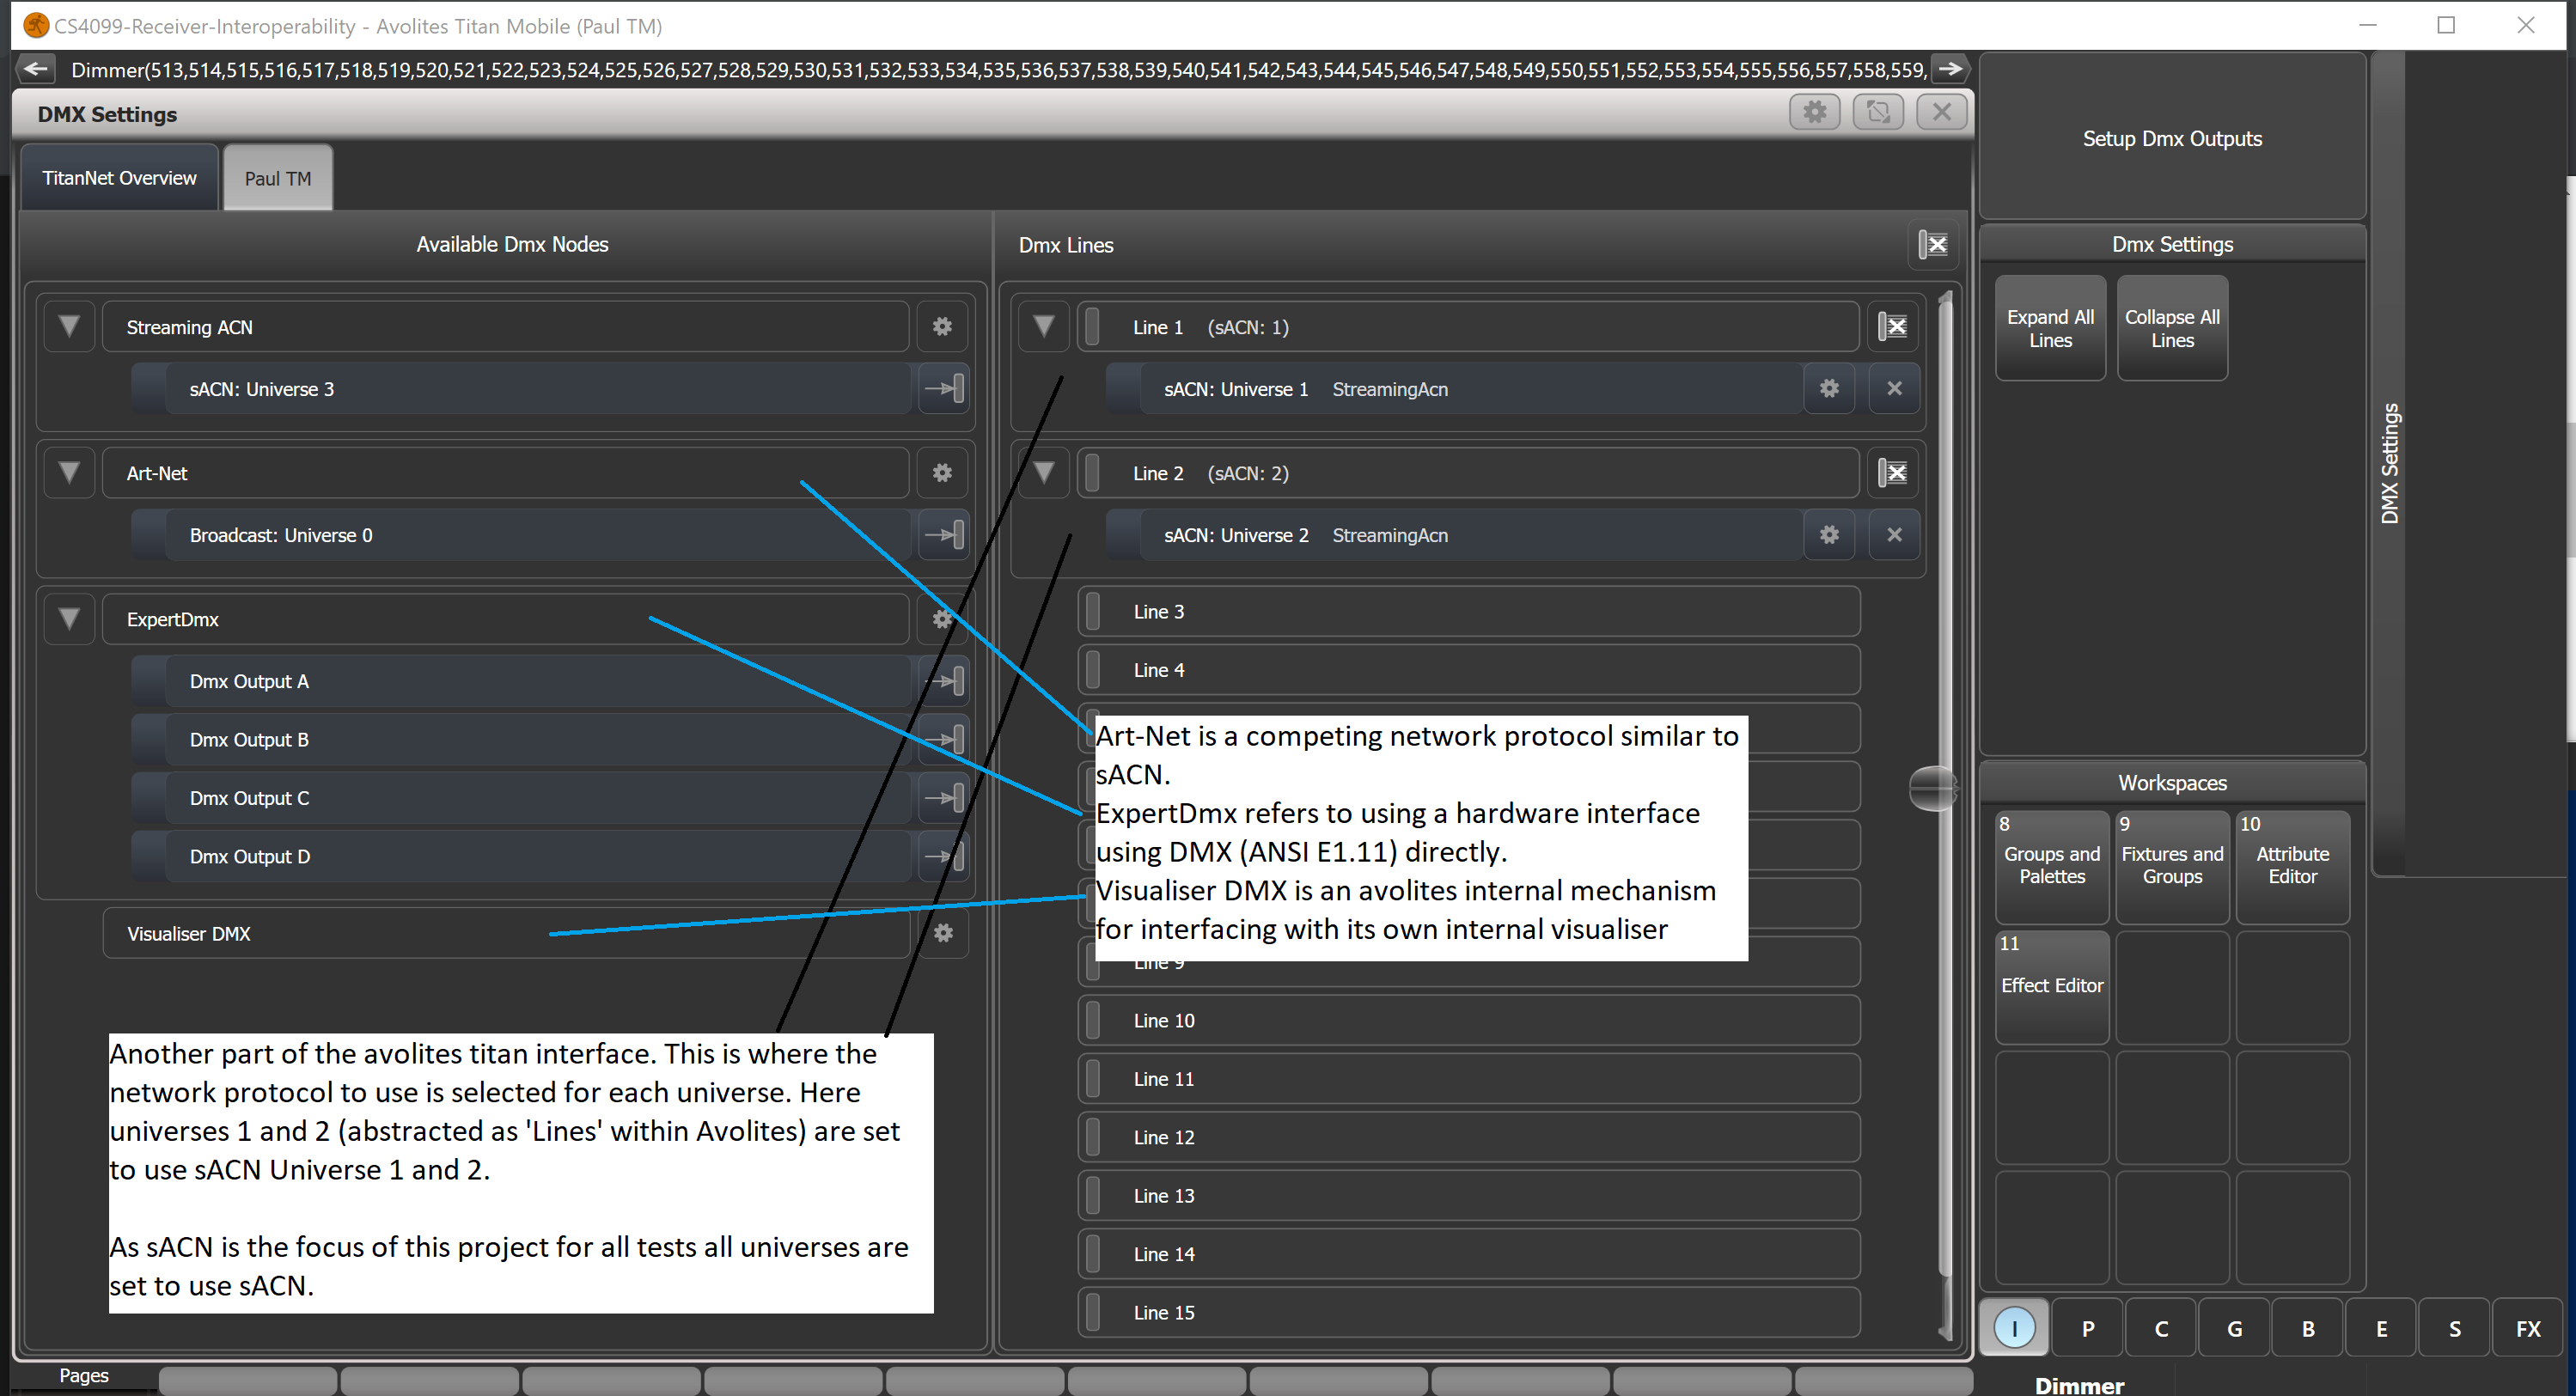 CS4099-Receiver-Interoperability - Avolites Titan Mobile (Paul TM)
Dimmer(513,514,515,516,517,518,519,520,521,522,523,524,525,526,527,528,529,530,531,532,533,534,535,536,537,538,539,540,541,542,543,544,545,546,547,548,549,550,551,552,553,554,555,556,557,558,559,
DMX Settings
TitanNet Overview
Paul TM
Available Dmx Nodes
Streaming ACN
sACN: Universe 3
Art-Net
Broadcast: Universe 0
ExpertDmx
Dmx Output A
Dmx Output B
Dmx Output C
Dmx Output D
Visualiser DMX
Another part of the avolites titan interface. This is where the
network protocol to use is selected for each universe. Here
universes 1 and 2 (abstracted as 'Lines' within Avolites) are set
to use sACN Universe 1 and 2.
As sACN is the focus of this project for all tests all universes are
set to use sACN.
Dmx Lines
Line 1 (sACN: 1)
sACN: Universe 1 StreamingAcn
Line 2 (sACN: 2)
sACN: Universe 2 StreamingAcn
Line 3
Line 4
Art-Net is a competing network protocol similar to
sACN.
ExpertDmx refers to using a hardware interface
using DMX (ANSI E1.11) directly.
Visualiser DMX is an avolites internal mechanism
for interfacing with its own internal visualiser
Line 9
Line 10
Line 11
Line 12
Line 13
Line 14
Line 15
Setup Dmx Outputs
Dmx Settings
Expand All
Lines
Collapse All
Lines
DMX Settings
Workspaces
8
Groups and
Palettes
9
Fixtures and
Groups
10
Attribute
Editor
11
Effect Editor
I P C G B E S FX
Pages
Dimmer